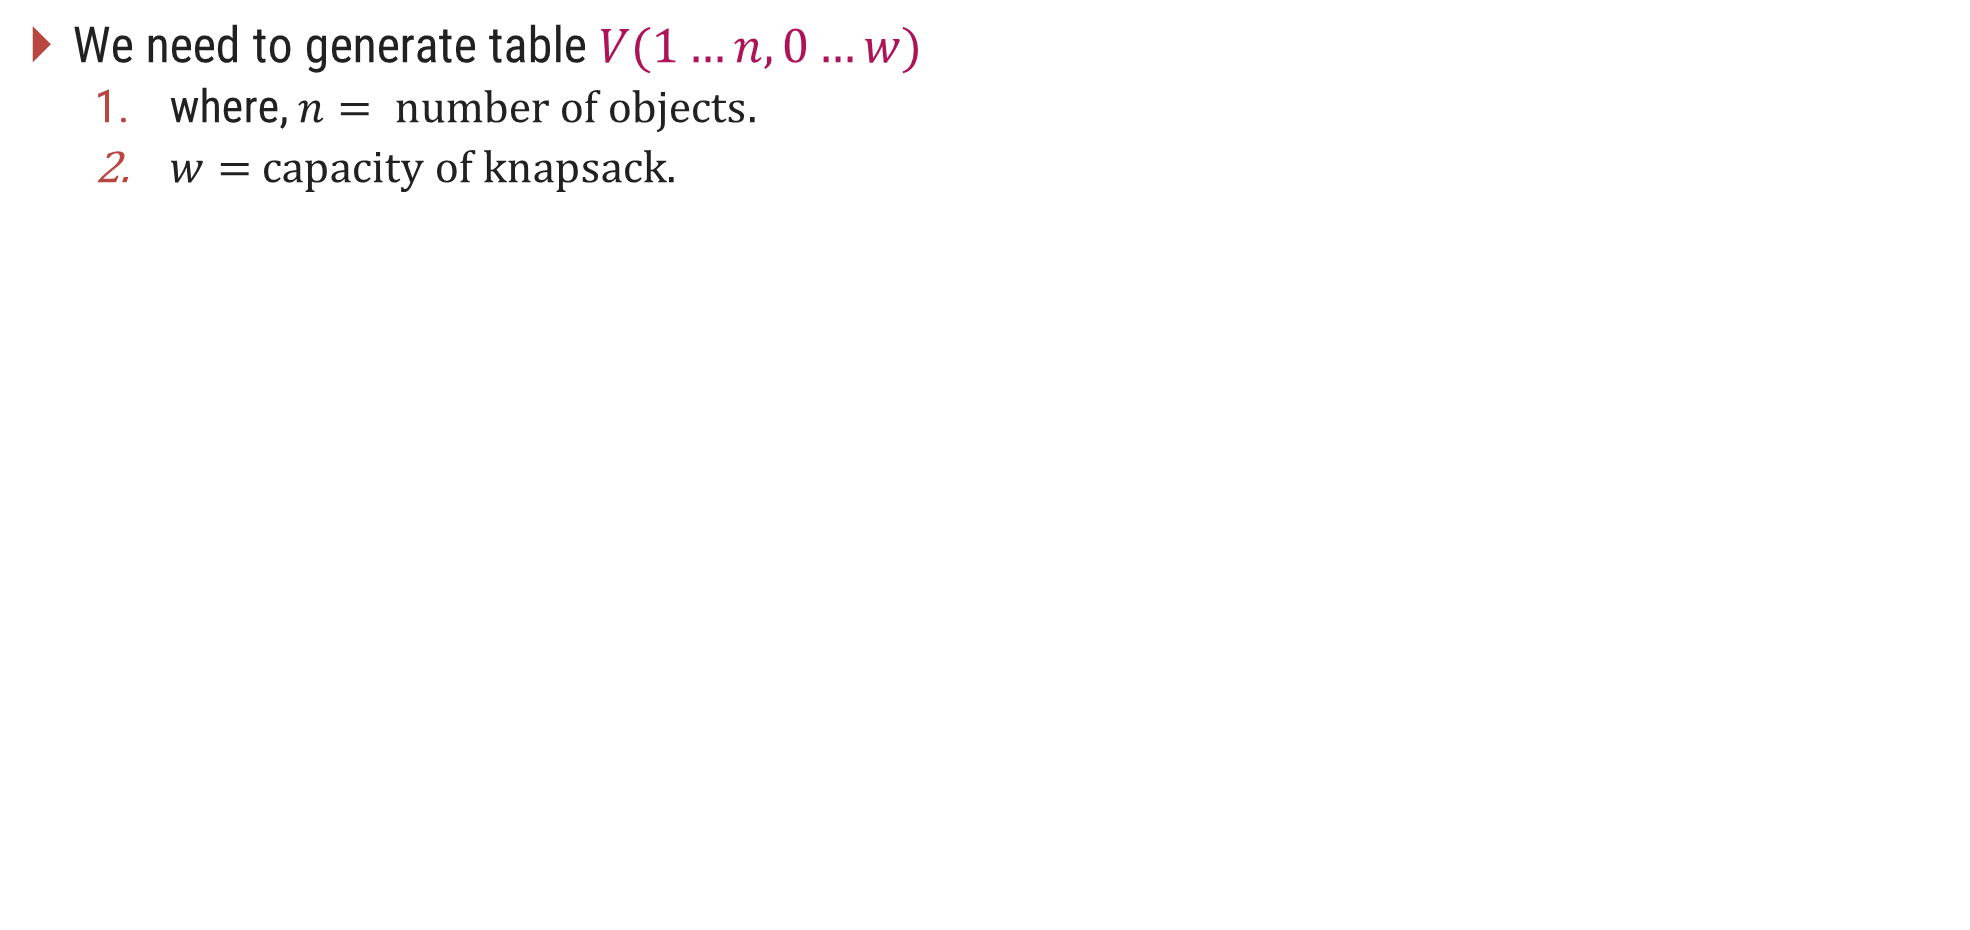 We need to generate table V(1 … n, 0 … w)
1. where, n = number of objects.
2. w = capacity of knapsack.